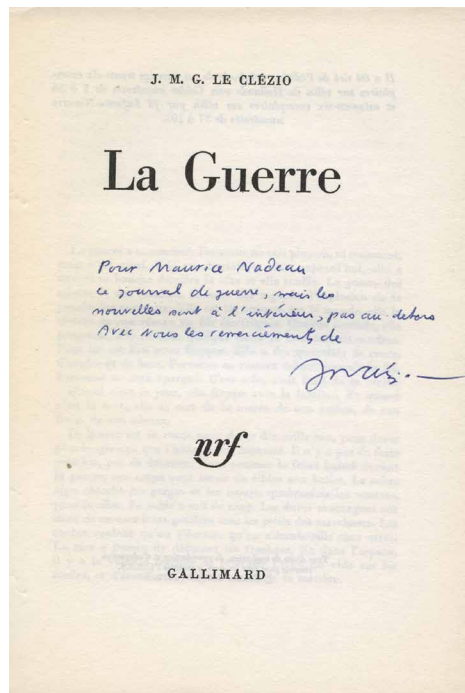 J. M. G. LE CLÉZIO
La Guerre
Pour Maurice Nadeau
ce journal de guerre, mais les
nouvelles sont à l'intérieur, pas au dehors
Avec tous les remerciements de
nrf
GALLIMARD